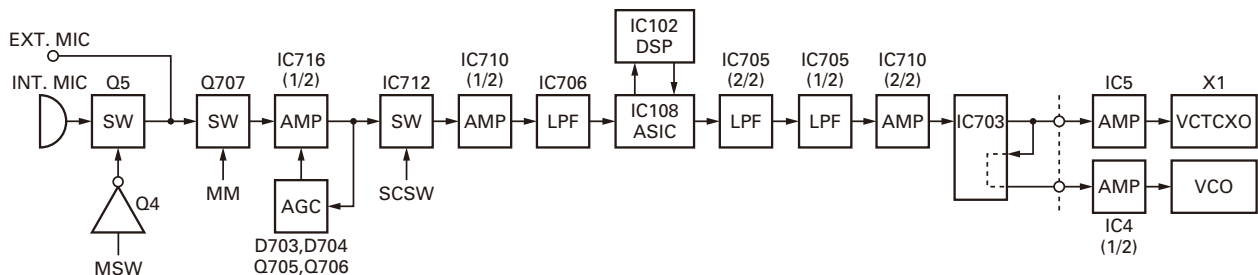 EXT. MIC
INT. MIC
Q5
SW
Q4
MSW
Q707
SW
MM
IC716
(1/2)
AMP
AGC
D703,D704
Q705,Q706
IC712
SW
SCSW
IC710
(1/2)
AMP
IC706
LPF
IC102
DSP
IC108
ASIC
IC705
(2/2)
LPF
IC705
(1/2)
LPF
IC710
(2/2)
AMP
IC703
IC5
AMP
X1
VCTCXO
AMP
IC4
(1/2)
VCO